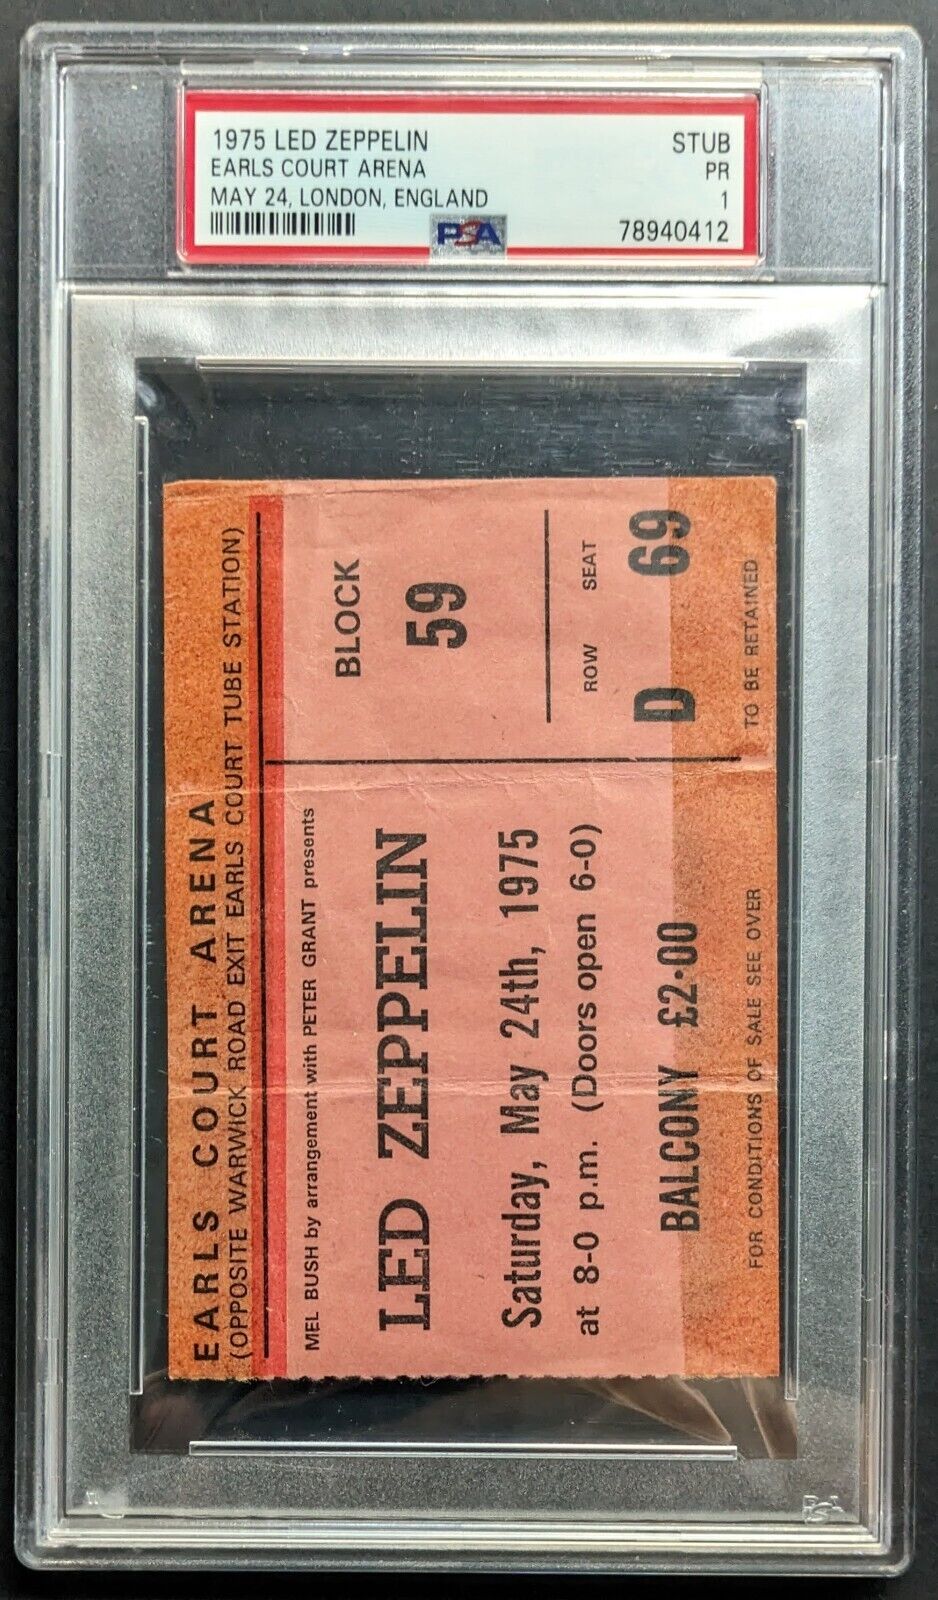 1975 LED ZEPPELIN STUB
EARLS COURT ARENA PR
MAY 24, LONDON, ENGLAND 1
PSA 78940412
EARLS COURT ARENA
(OPPOSITE WARWICK ROAD EXIT EARLS COURT TUBE STATION)
MEL BUSH by arrangement with PETER GRANT presents
LED ZEPPELIN
Saturday, May 24th, 1975
at 8-0 p.m. (Doors open 6-0)
BALCONY £2·00
FOR CONDITIONS OF SALE SEE OVER
BLOCK
59
ROW SEAT
D 69
TO BE RETAINED
PSA